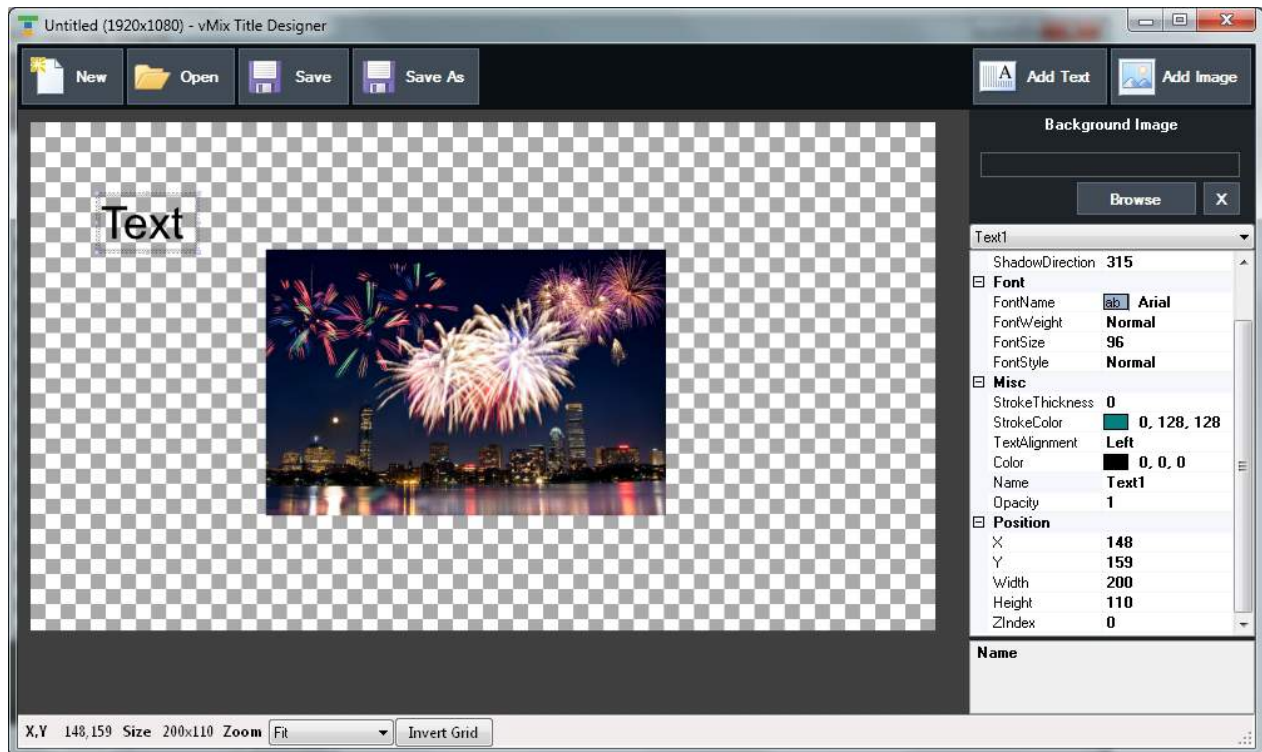 Untitled (1920x1080) - vMix Title Designer
New Open Save Save As Add Text Add Image
Background Image
Browse X
Text
Text1
ShadowDirection 315
Font
FontName ab Arial
FontWeight Normal
FontSize 96
FontStyle Normal
Misc
StrokeThickness 0
StrokeColor 0, 128, 128
TextAlignment Left
Color 0, 0, 0
Name Text1
Opacity 1
Position
X 148
Y 159
Width 200
Height 110
ZIndex 0
Name
X,Y 148,159 Size 200x110 Zoom Fit Invert Grid